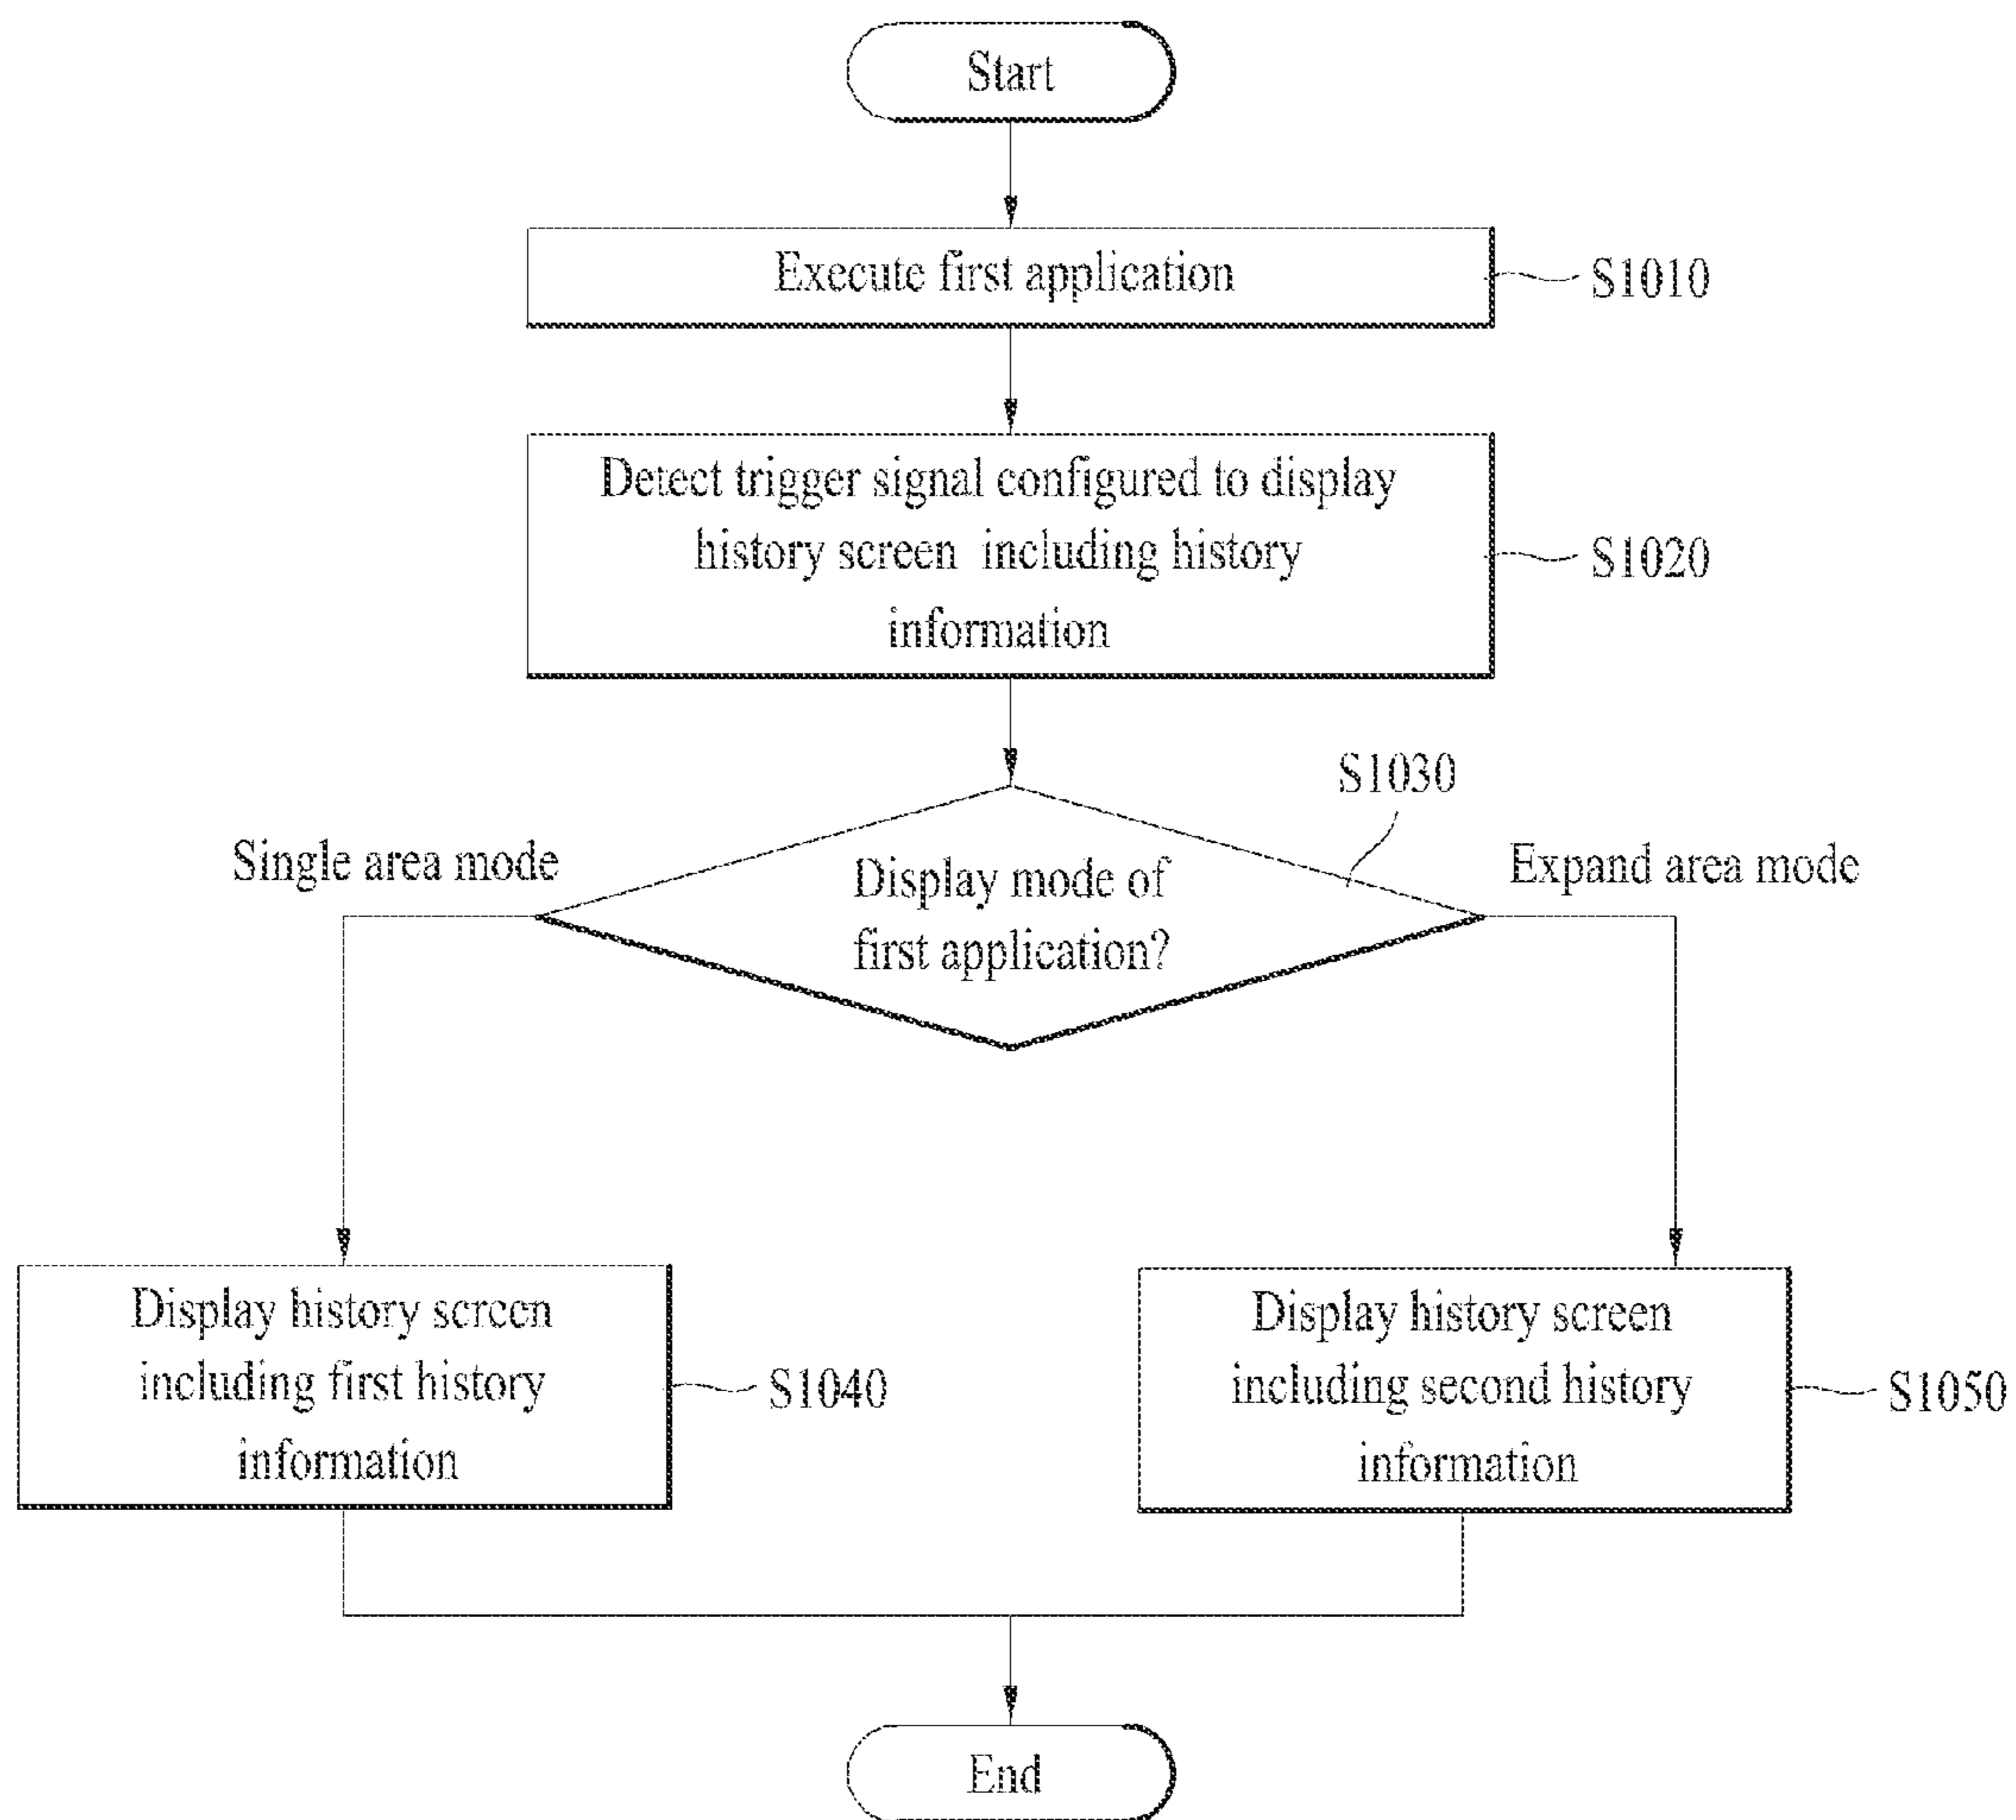 Start
Execute first application
S1010
Detect trigger signal configured to display
history screen including history
information
S1020
S1030
Single area mode
Display mode of
first application?
Expand area mode
Display history screen
including first history
information
S1040
Display history screen
including second history
information
S1050
End